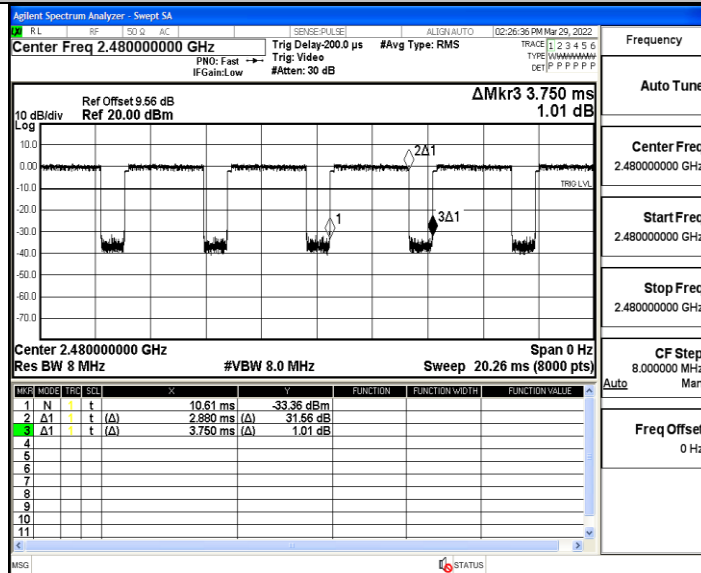 Agilent Spectrum Analyzer - Swept SA
RL RF 50 Ω AC SENSE:PULSE ALIGN AUTO 02:26:36 PM Mar 29, 2022
Center Freq 2.480000000 GHz
PNO: Fast
IFGain:Low
Trig Delay-200.0 µs
Trig: Video
#Atten: 30 dB
#Avg Type: RMS
TRACE 1 2 3 4 5 6
TYPE WWWWWW
DET P P P P P P
ΔMkr3 3.750 ms
1.01 dB
Ref Offset 9.56 dB
10 dB/div Ref 20.00 dBm
Log
10.0
0.00
-10.0
-20.0
-30.0
-40.0
-50.0
-60.0
-70.0
2Δ1
TRIG LVL
1
3Δ1
Center 2.480000000 GHz Span 0 Hz
Res BW 8 MHz #VBW 8.0 MHz Sweep 20.26 ms (8000 pts)
MKR MODE TRC SCL X Y FUNCTION FUNCTION WIDTH FUNCTION VALUE
1 N 1 t 10.61 ms -33.36 dBm
2 Δ1 1 t (Δ) 2.880 ms (Δ) 31.56 dB
3 Δ1 1 t (Δ) 3.750 ms (Δ) 1.01 dB
4
5
6
7
8
9
10
11
MSG STATUS
Frequency
Auto Tune
Center Freq
2.480000000 GHz
Start Freq
2.480000000 GHz
Stop Freq
2.480000000 GHz
CF Step
8.000000 MHz
Auto Man
Freq Offset
0 Hz